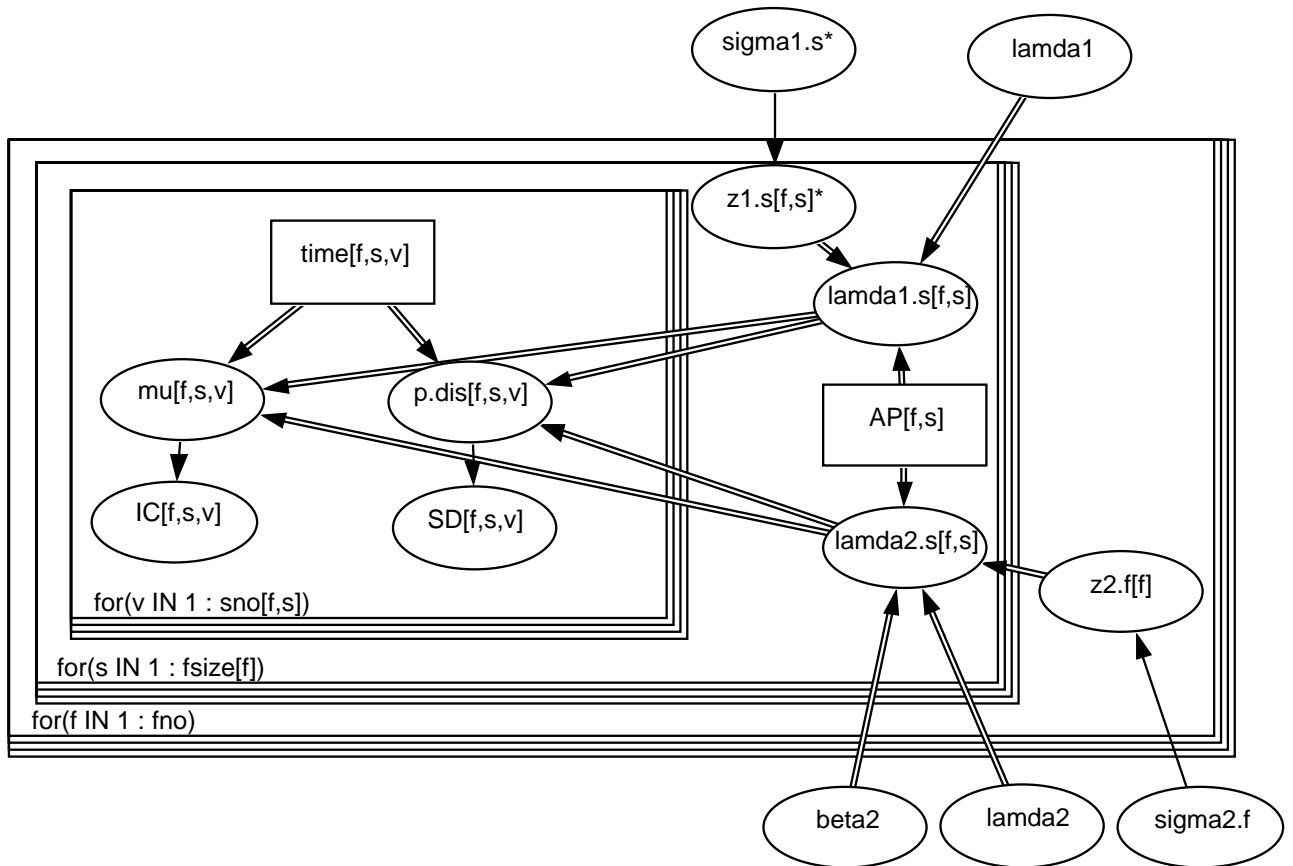 sigma1.s*
lamda1
z1.s[f,s]*
time[f,s,v]
lamda1.s[f,s]
mu[f,s,v]
p.dis[f,s,v]
AP[f,s]
IC[f,s,v]
SD[f,s,v]
lamda2.s[f,s]
z2.f[f]
for(v IN 1 : sno[f,s])
for(s IN 1 : fsize[f])
for(f IN 1 : fno)
beta2
lamda2
sigma2.f